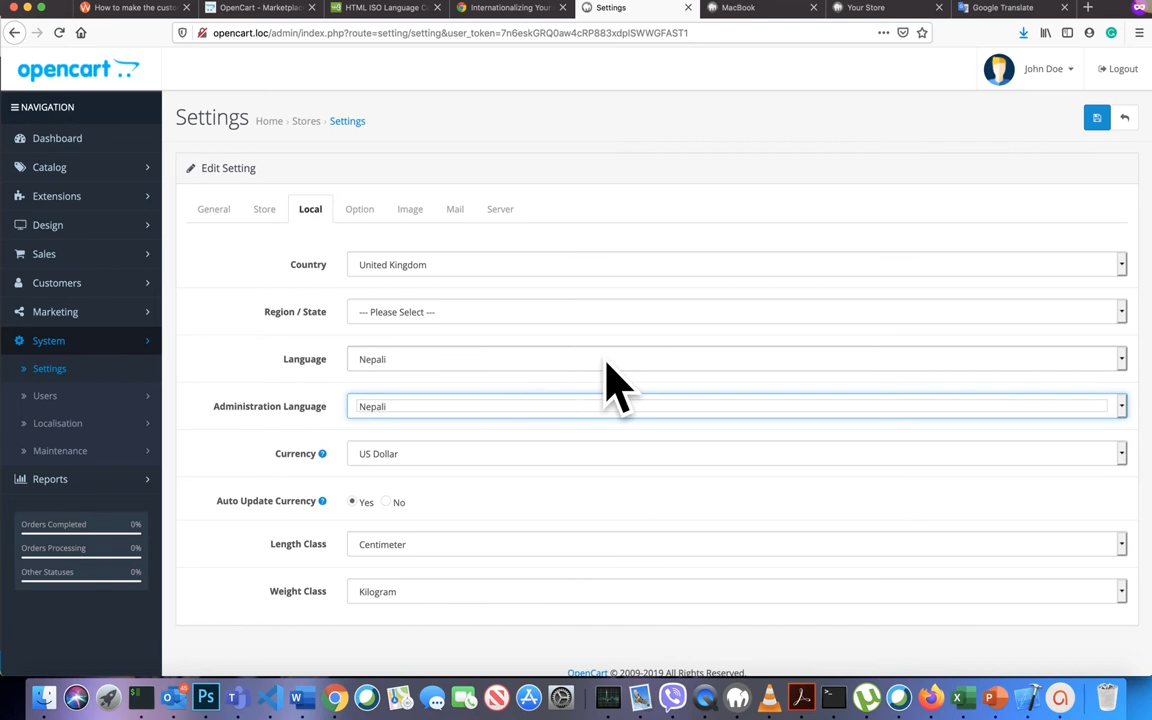 How to make the custo
OpenCart - Marketplac
HTML ISO Language C
Internationalizing Your
Settings
MacBook
Your Store
Google Translate
opencart.loc/admin/index.php?route=setting/setting&user_token=7n6eskGRQ0aw4cRP883xdpISWWGFAST1
opencart
John Doe
Logout
NAVIGATION
Dashboard
Catalog
Extensions
Design
Sales
Customers
Marketing
System
Settings
Users
Localisation
Maintenance
Reports
Orders Completed 0%
Orders Processing 0%
Other Statuses 0%
Settings
Home › Stores › Settings
Edit Setting
General Store Local Option Image Mail Server
Country United Kingdom
Region / State --- Please Select ---
Language Nepali
Administration Language Nepali
Currency US Dollar
Auto Update Currency Yes No
Length Class Centimeter
Weight Class Kilogram
OpenCart © 2009-2019 All Rights Reserved.